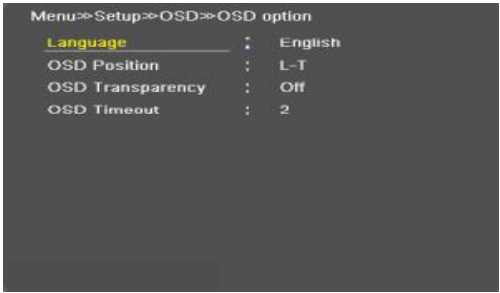 Menu≫Setup≫OSD≫OSD option
Language : English
OSD Position : L-T
OSD Transparency : Off
OSD Timeout : 2